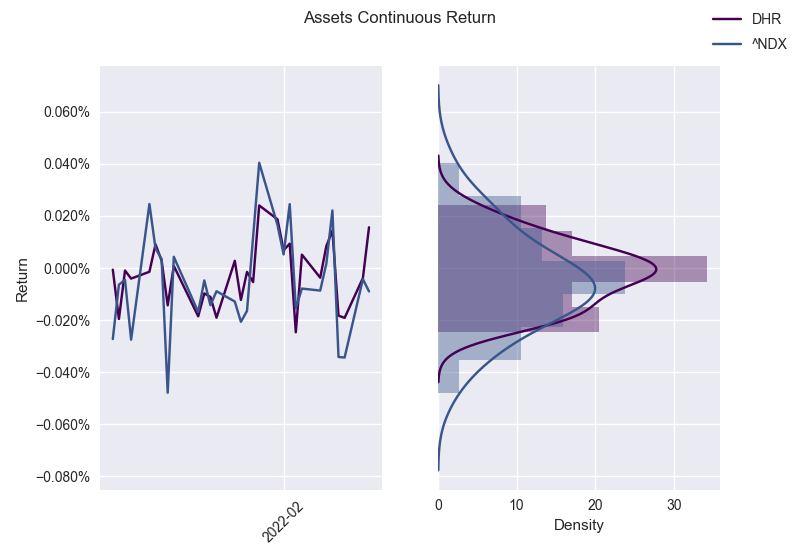 Assets Continuous Return
DHR
^NDX
Return
0.060%
0.040%
0.020%
0.000%
−0.020%
−0.040%
−0.060%
−0.080%
2022-02
0
10
20
30
Density